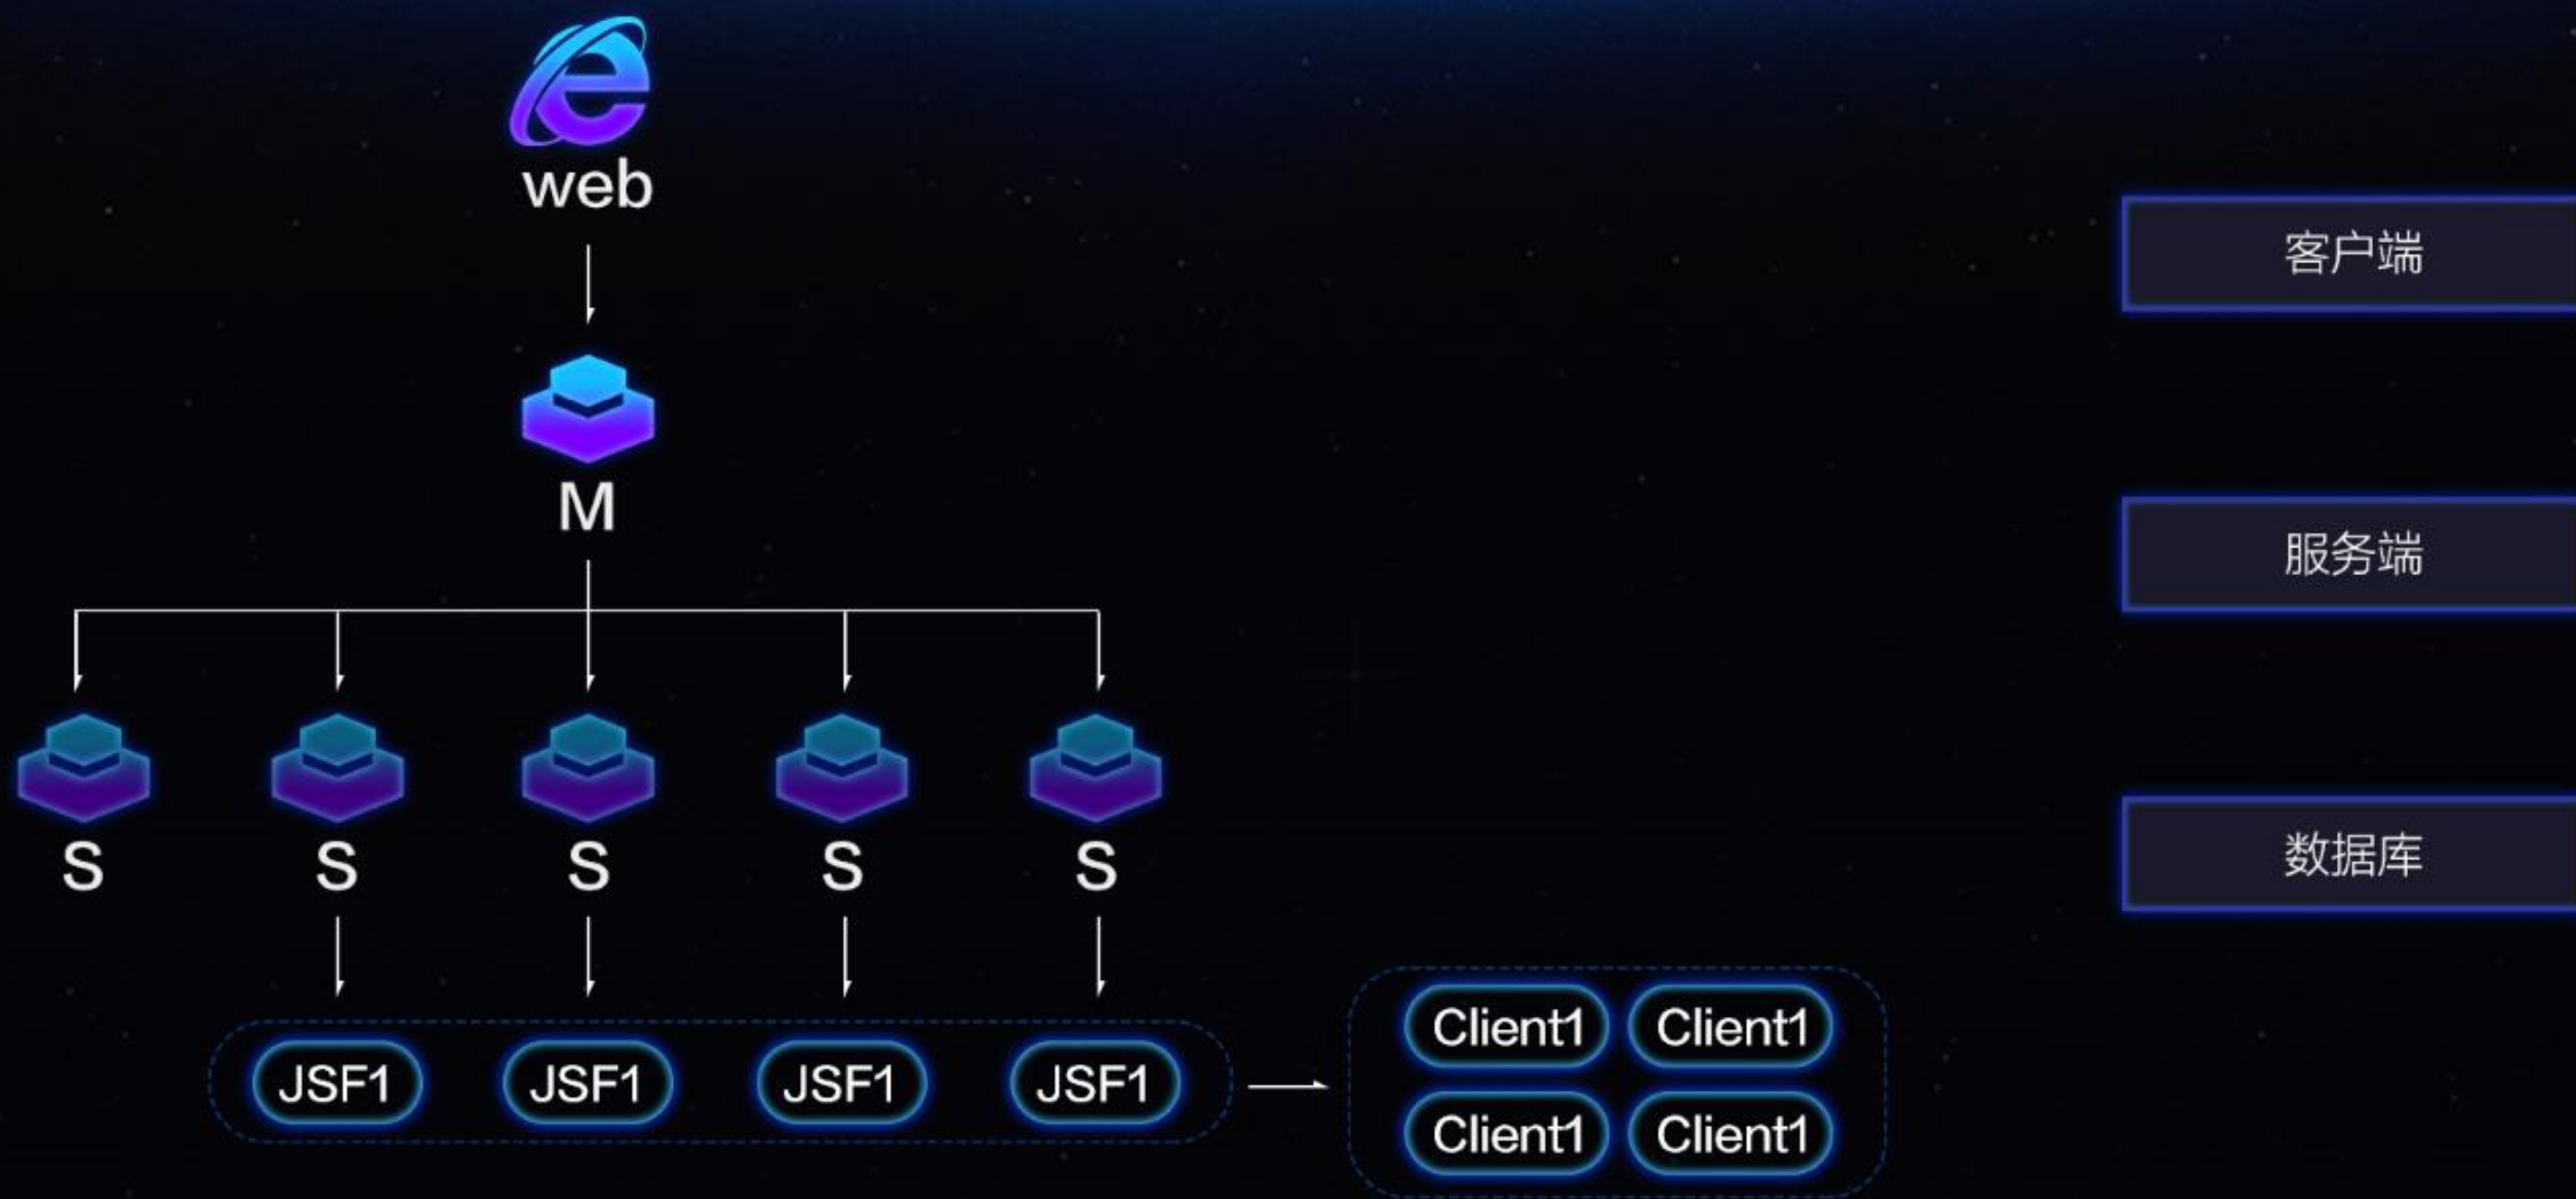 web
M
S S S S S
JSF1 JSF1 JSF1 JSF1
Client1 Client1
Client1 Client1
客户端
服务端
数据库